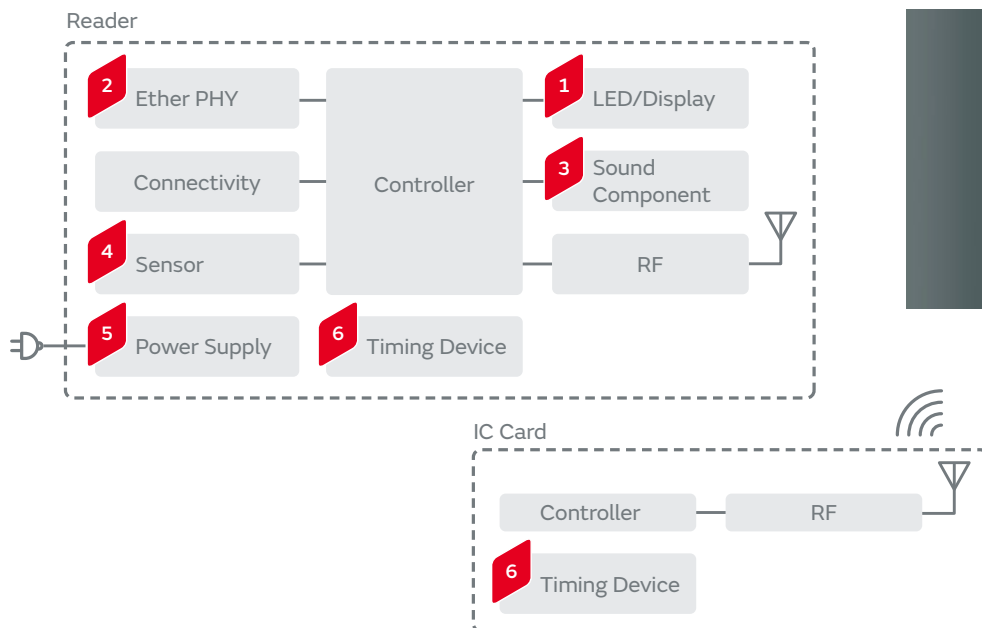 Reader
2
Ether PHY
1
LED/Display
Connectivity
Controller
3
Sound
Component
4
Sensor
RF
5
Power Supply
6
Timing Device
IC Card
Controller
RF
6
Timing Device